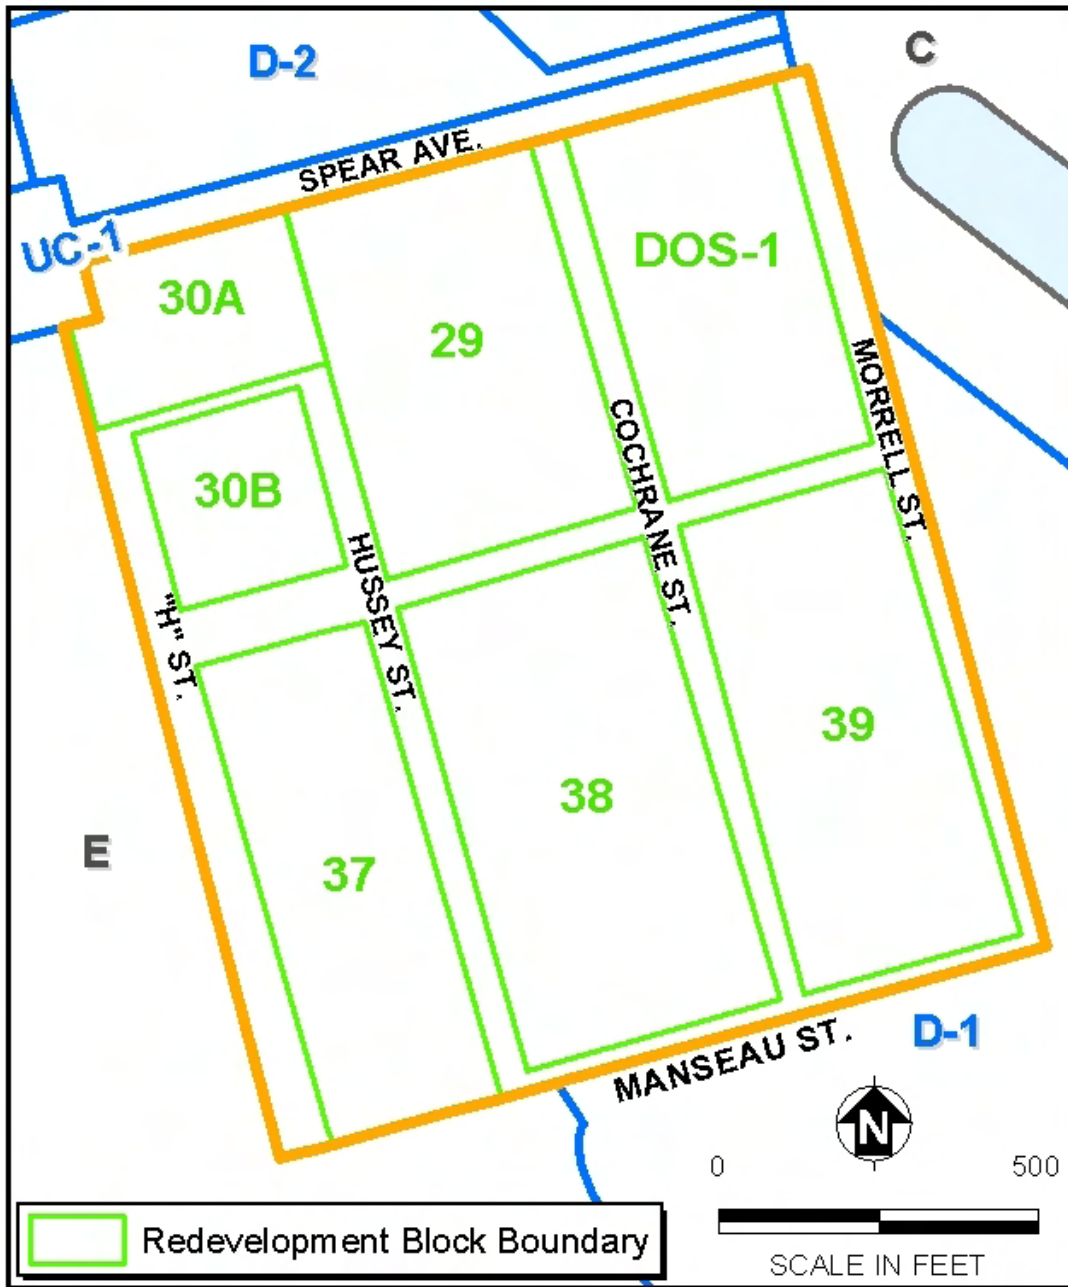 D-2
C
SPEAR AVE.
UC-1
30A
29
DOS-1
MORRELL ST.
COCHRANE ST.
30B
HUSSEY ST.
"H" ST.
39
38
37
E
D-1
MANSEAU ST.
N
0 500
SCALE IN FEET
Redevelopment Block Boundary